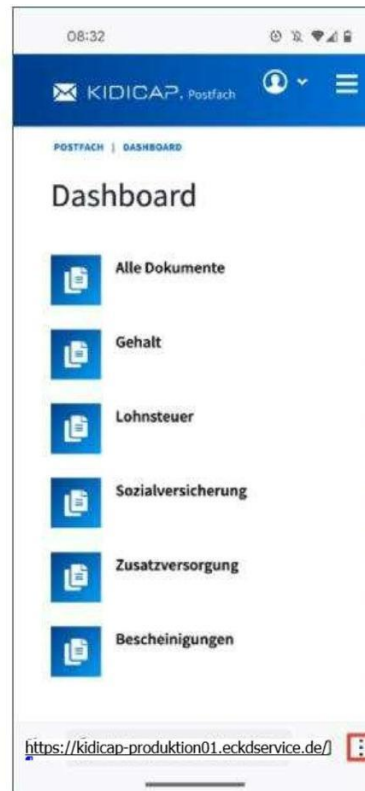 08:32
KIDICAP. Postfach
POSTFACH | DASHBOARD
Dashboard
Alle Dokumente
Gehalt
Lohnsteuer
Sozialversicherung
Zusatzversorgung
Bescheinigungen
https://kidicap-produktion01.eckdservice.de/